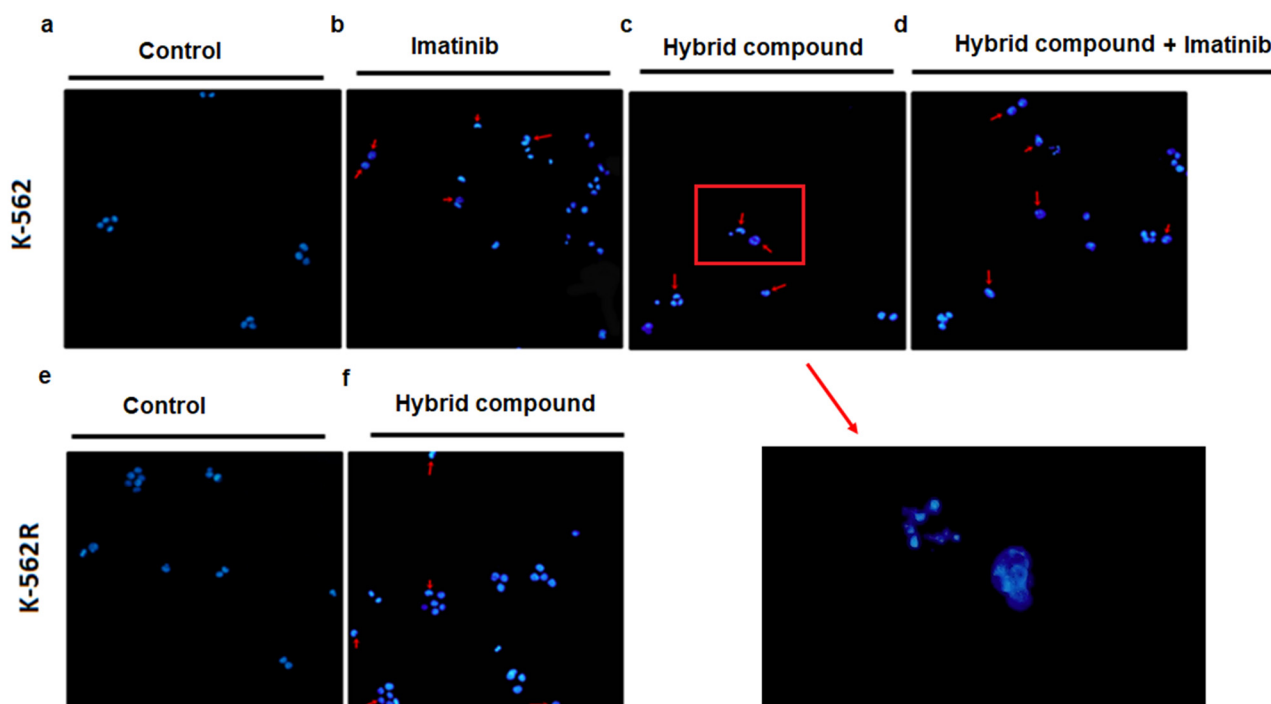 a
Control
b
Imatinib
c
Hybrid compound
d
Hybrid compound + Imatinib
K-562
e
Control
f
Hybrid compound
K-562R